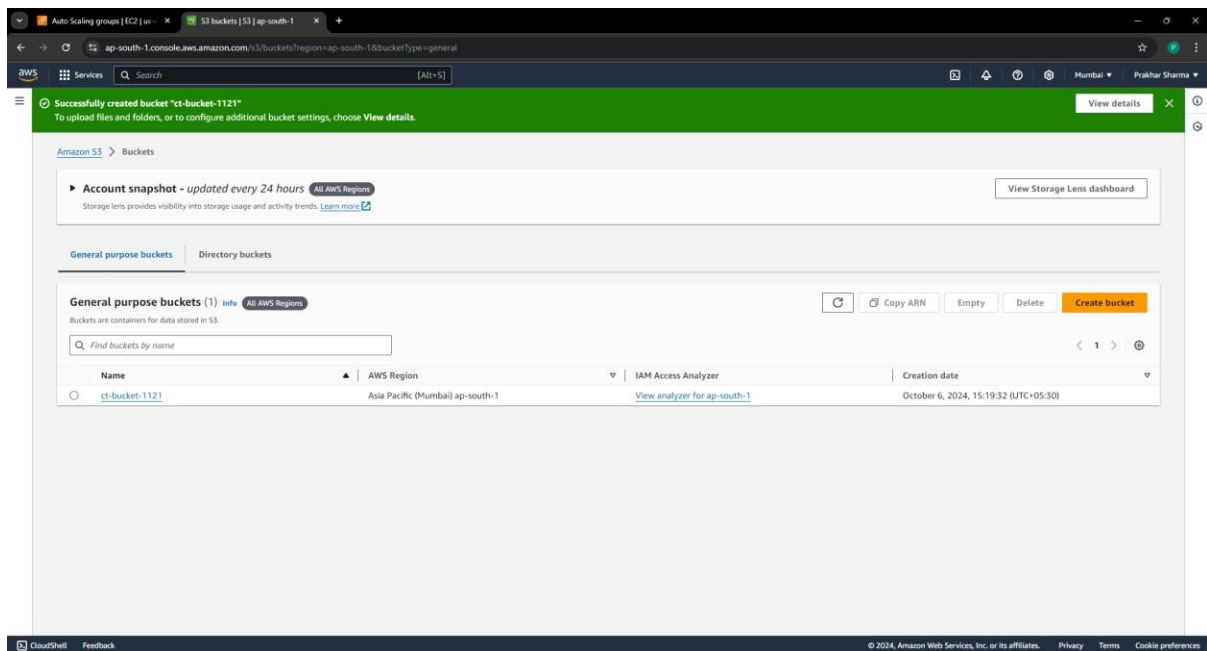 Auto Scaling groups | EC2 | us-
S3 buckets | S3 | ap-south-1
ap-south-1.console.aws.amazon.com/s3/buckets?region=ap-south-1&bucketType=general
P
aws
Services
Search
[Alt+S]
Mumbai
Prakhar Sharma
Successfully created bucket "ct-bucket-1121"
To upload files and folders, or to configure additional bucket settings, choose View details.
View details
Amazon S3 > Buckets
Account snapshot - updated every 24 hours All AWS Regions
Storage lens provides visibility into storage usage and activity trends. Learn more
View Storage Lens dashboard
General purpose buckets
Directory buckets
General purpose buckets (1) Info All AWS Regions
Buckets are containers for data stored in S3.
Copy ARN
Empty
Delete
Create bucket
Find buckets by name
1
Name
AWS Region
IAM Access Analyzer
Creation date
ct-bucket-1121
Asia Pacific (Mumbai) ap-south-1
View analyzer for ap-south-1
October 6, 2024, 15:19:32 (UTC+05:30)
CloudShell
Feedback
© 2024, Amazon Web Services, Inc. or its affiliates.
Privacy
Terms
Cookie preferences